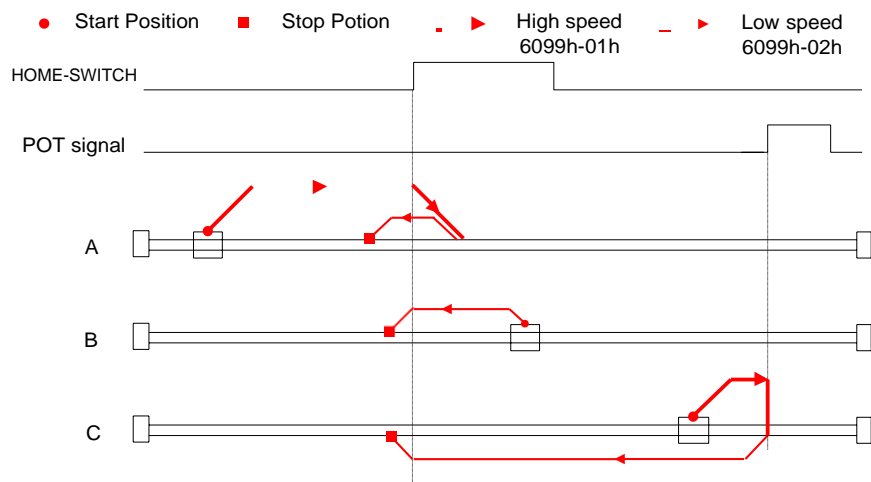 Start Position
Stop Potion
High speed
6099h-01h
Low speed
6099h-02h
HOME-SWITCH
POT signal
A
B
C